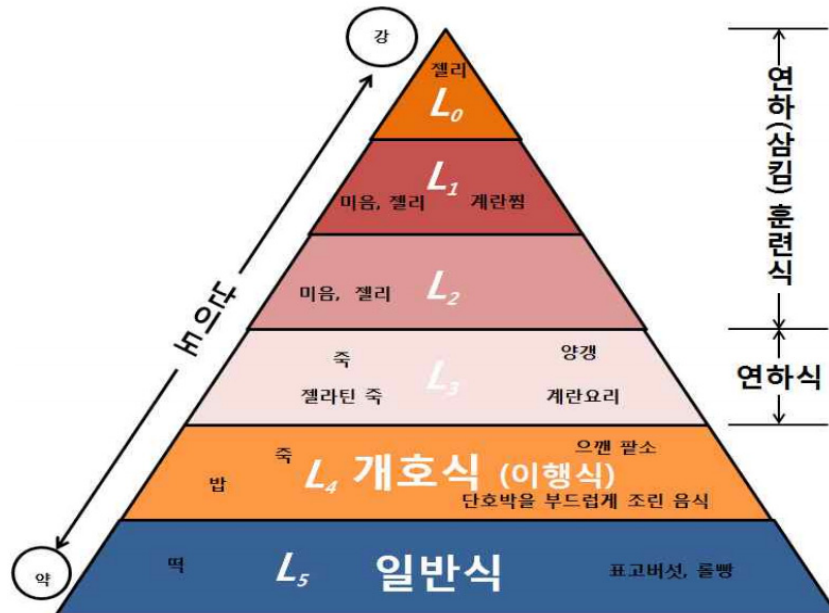 강
젤리
L₀
L₁
미음, 젤리 계란찜
미음, 젤리 L₂
죽 양갱
젤라틴 죽 L₃ 계란요리
죽 으깬 팥소
밥 L₄ 개호식 (이행식)
단호박을 부드럽게 조린 음식
떡 L₅ 일반식 표고버섯, 롤빵
약
난이도
연하(삼킴) 훈련식
연하식